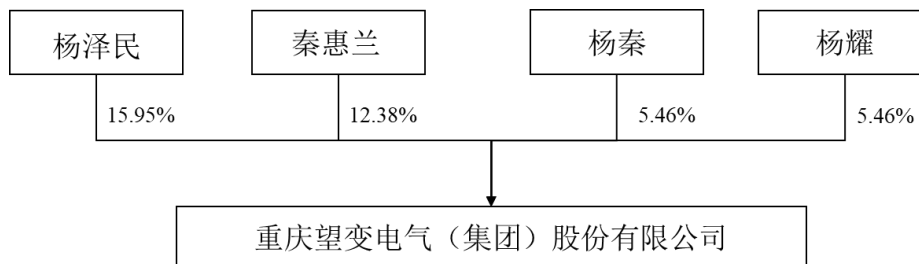 杨泽民 秦惠兰 杨秦 杨耀
15.95% 12.38% 5.46% 5.46%
重庆望变电气（集团）股份有限公司